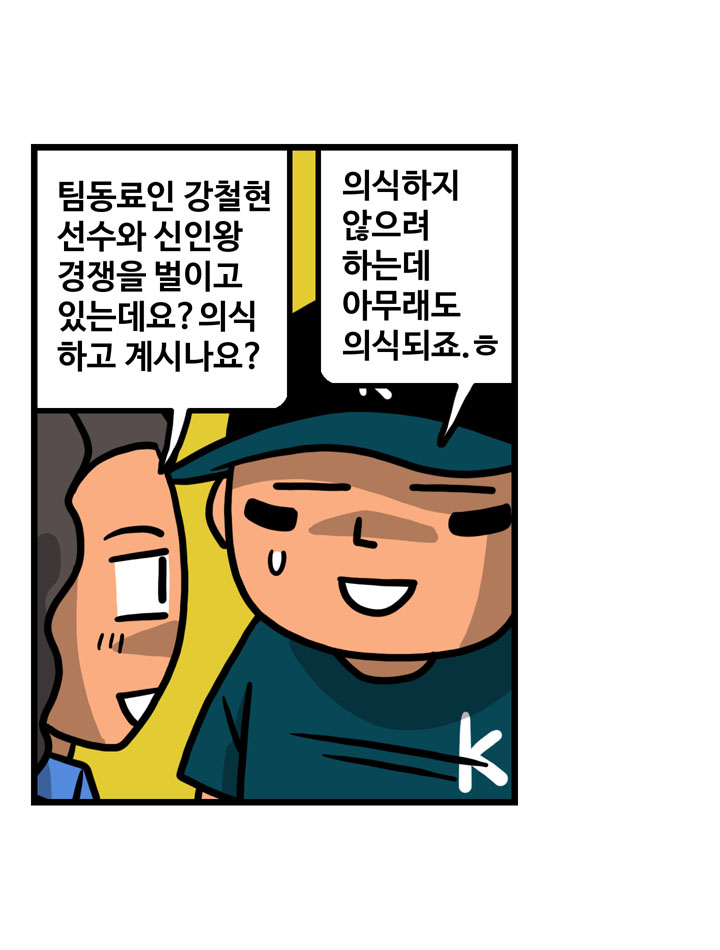 팀동료인 강철현
선수와 신인왕
경쟁을 벌이고
있는데요? 의식
하고 계시나요?
의식하지
않으려
하는데
아무래도
의식되죠.ㅎ
K
K